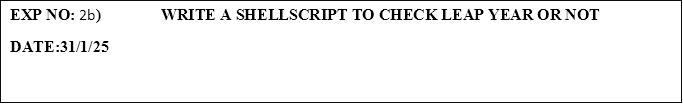 EXP NO: 2b) WRITE A SHELLSCRIPT TO CHECK LEAP YEAR OR NOT
DATE:31/1/25